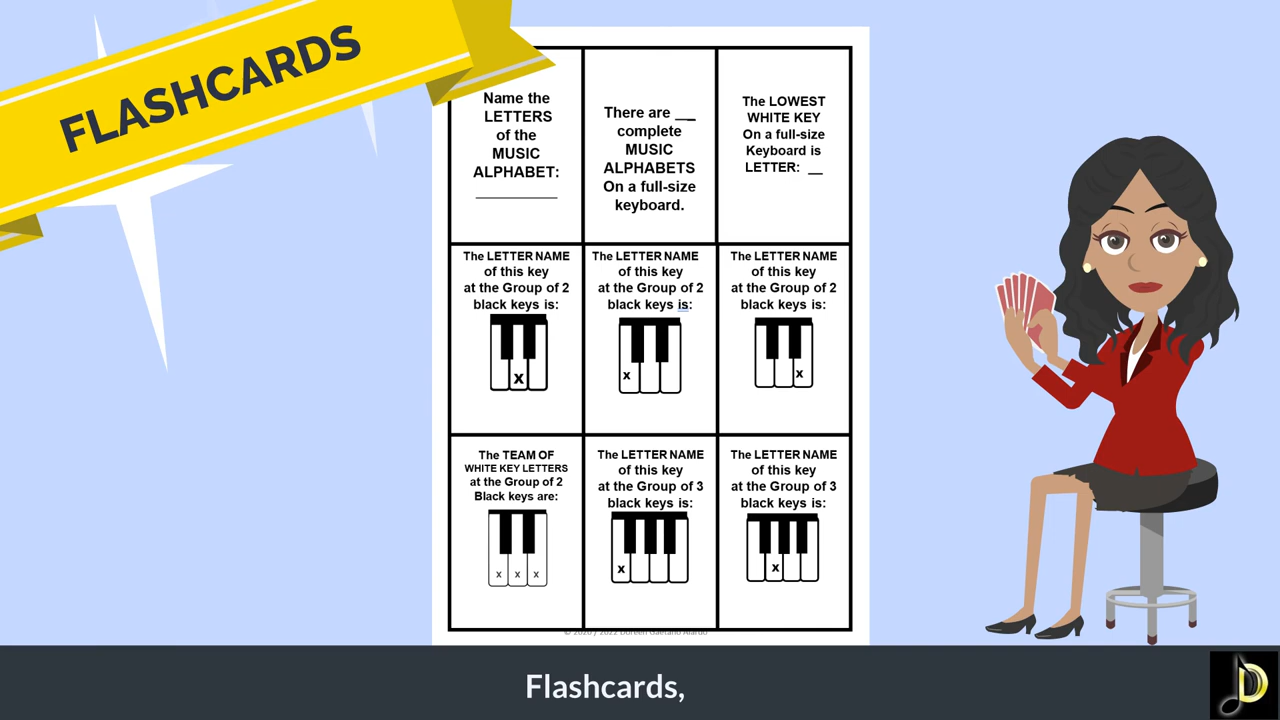 FLASHCARDS
Name the
LETTERS
of the
MUSIC
ALPHABET:
There are __
complete
MUSIC
ALPHABETS
On a full-size
keyboard.
The LOWEST
WHITE KEY
On a full-size
Keyboard is
LETTER: __
The LETTER NAME
of this key
at the Group of 2
black keys is:
x
The LETTER NAME
of this key
at the Group of 2
black keys is:
x
The LETTER NAME
of this key
at the Group of 2
black keys is:
x
The TEAM OF
WHITE KEY LETTERS
at the Group of 2
Black keys are:
x x x
The LETTER NAME
of this key
at the Group of 3
black keys is:
x
The LETTER NAME
of this key
at the Group of 3
black keys is:
x
© 2020 / 2022 Doreen Gaetano Alardo
Flashcards,
D